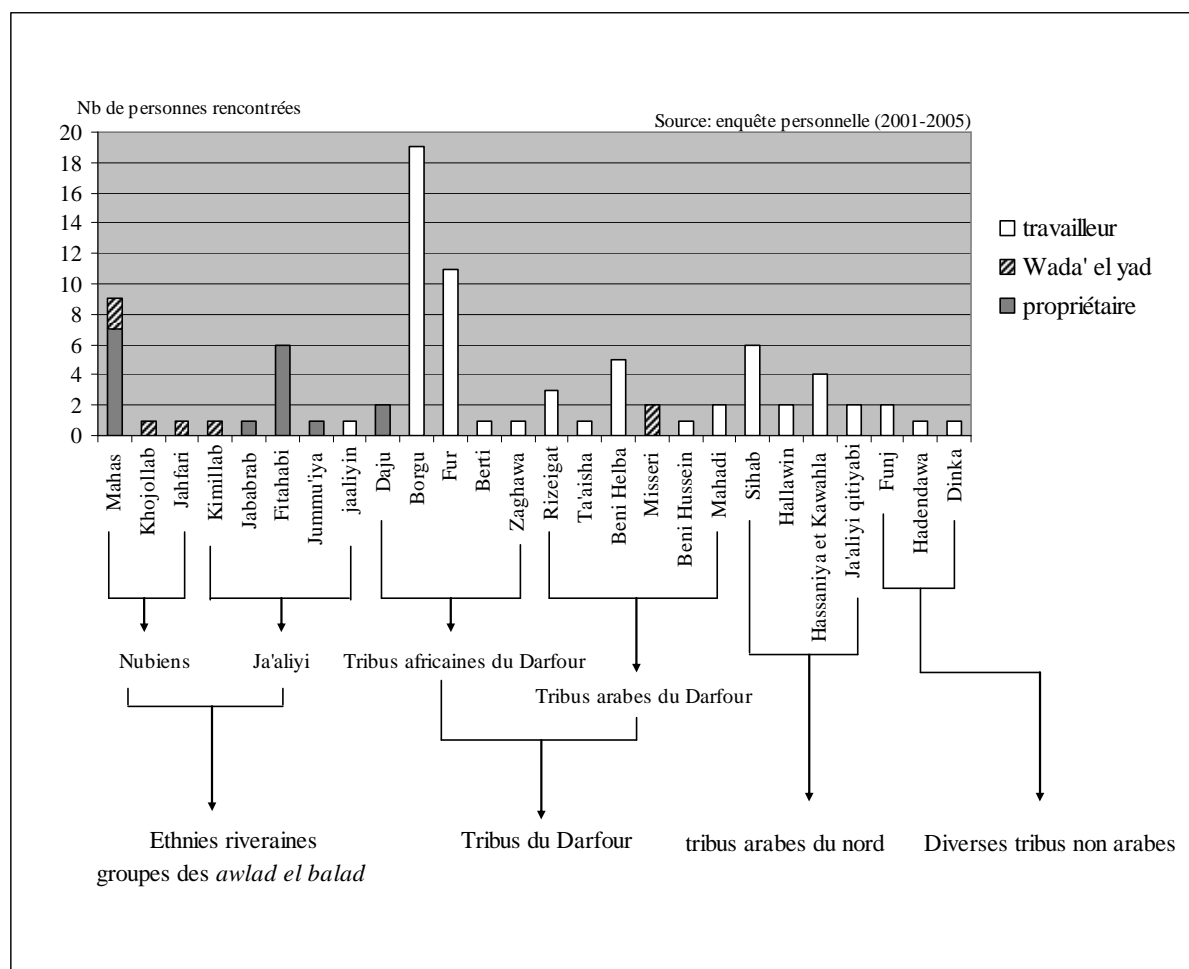 Nb de personnes rencontrées
Source: enquête personnelle (2001-2005)
20
18
16
14
12
10
8
6
4
2
0
travailleur
Wada' el yad
propriétaire
Mahas
Khojollab
Jahfari
Kimillab
Jababrab
Fitahabi
Jummu'iya
jaaliyin
Daju
Borgu
Fur
Berti
Zaghawa
Rizeigat
Ta'aisha
Beni Helba
Misseri
Beni Hussein
Mahadi
Sihab
Hallawin
Hassaniya et Kawahla
Ja'aliyi qitiyabi
Funj
Hadendawa
Dinka
Nubiens
Ja'aliyi
Tribus africaines du Darfour
Tribus arabes du Darfour
Ethnies riveraines
groupes des awlad el balad
Tribus du Darfour
tribus arabes du nord
Diverses tribus non arabes